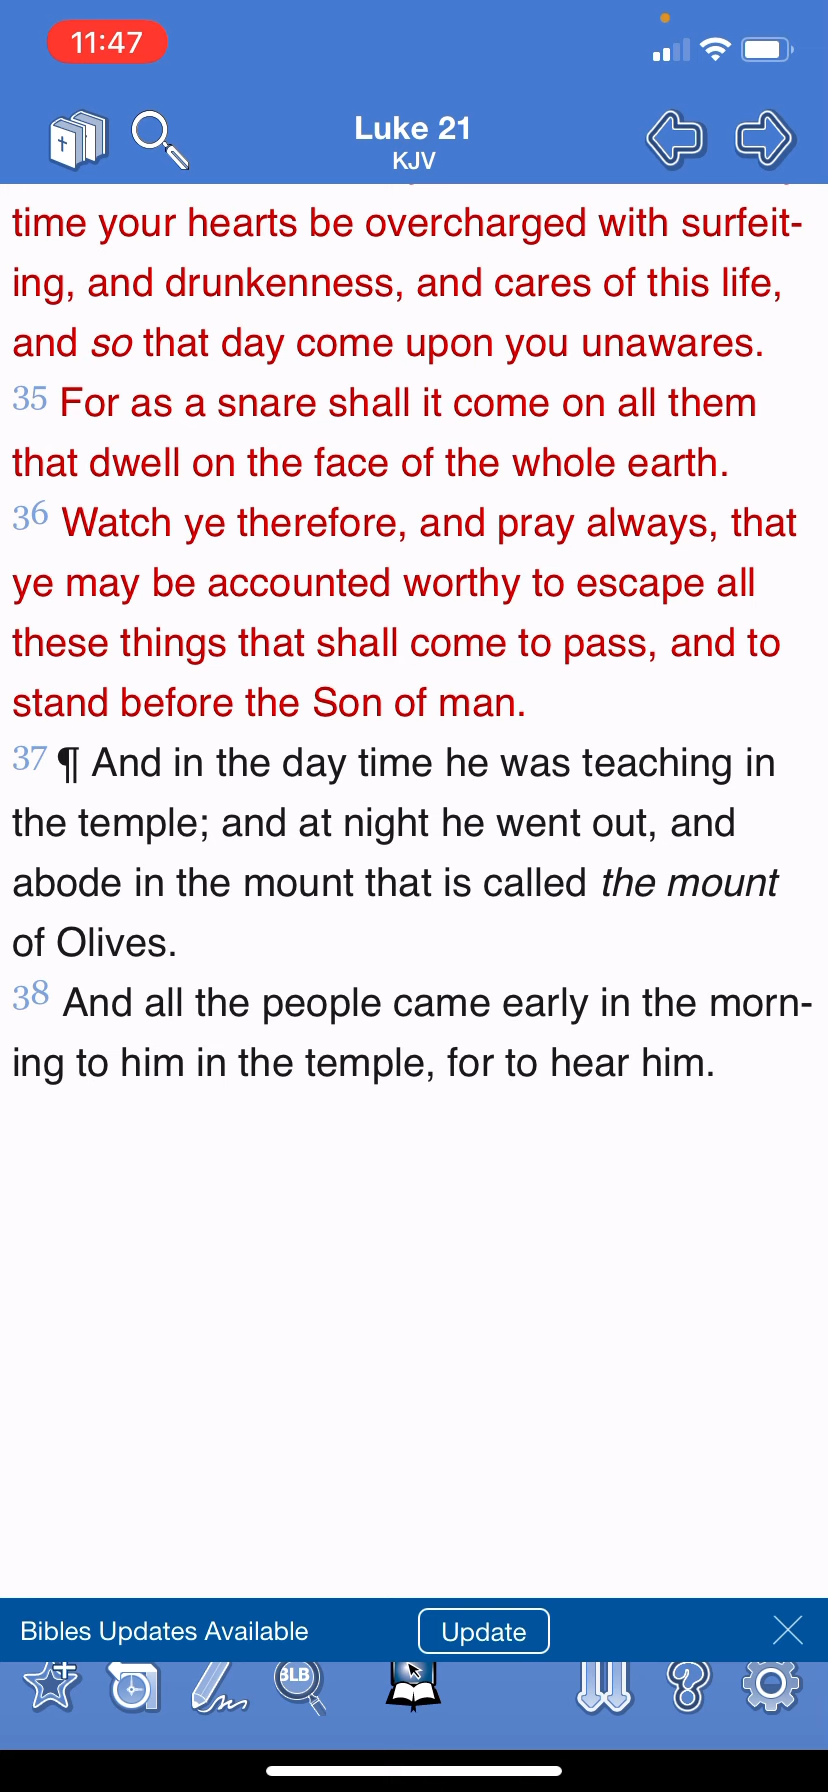 11:47
Luke 21
KJV
time your hearts be overcharged with surfeit-
ing, and drunkenness, and cares of this life,
and so that day come upon you unawares.
35 For as a snare shall it come on all them
that dwell on the face of the whole earth.
36 Watch ye therefore, and pray always, that
ye may be accounted worthy to escape all
these things that shall come to pass, and to
stand before the Son of man.
37 ¶ And in the day time he was teaching in
the temple; and at night he went out, and
abode in the mount that is called the mount
of Olives.
38 And all the people came early in the morn-
ing to him in the temple, for to hear him.
Bibles Updates Available
Update
BLB